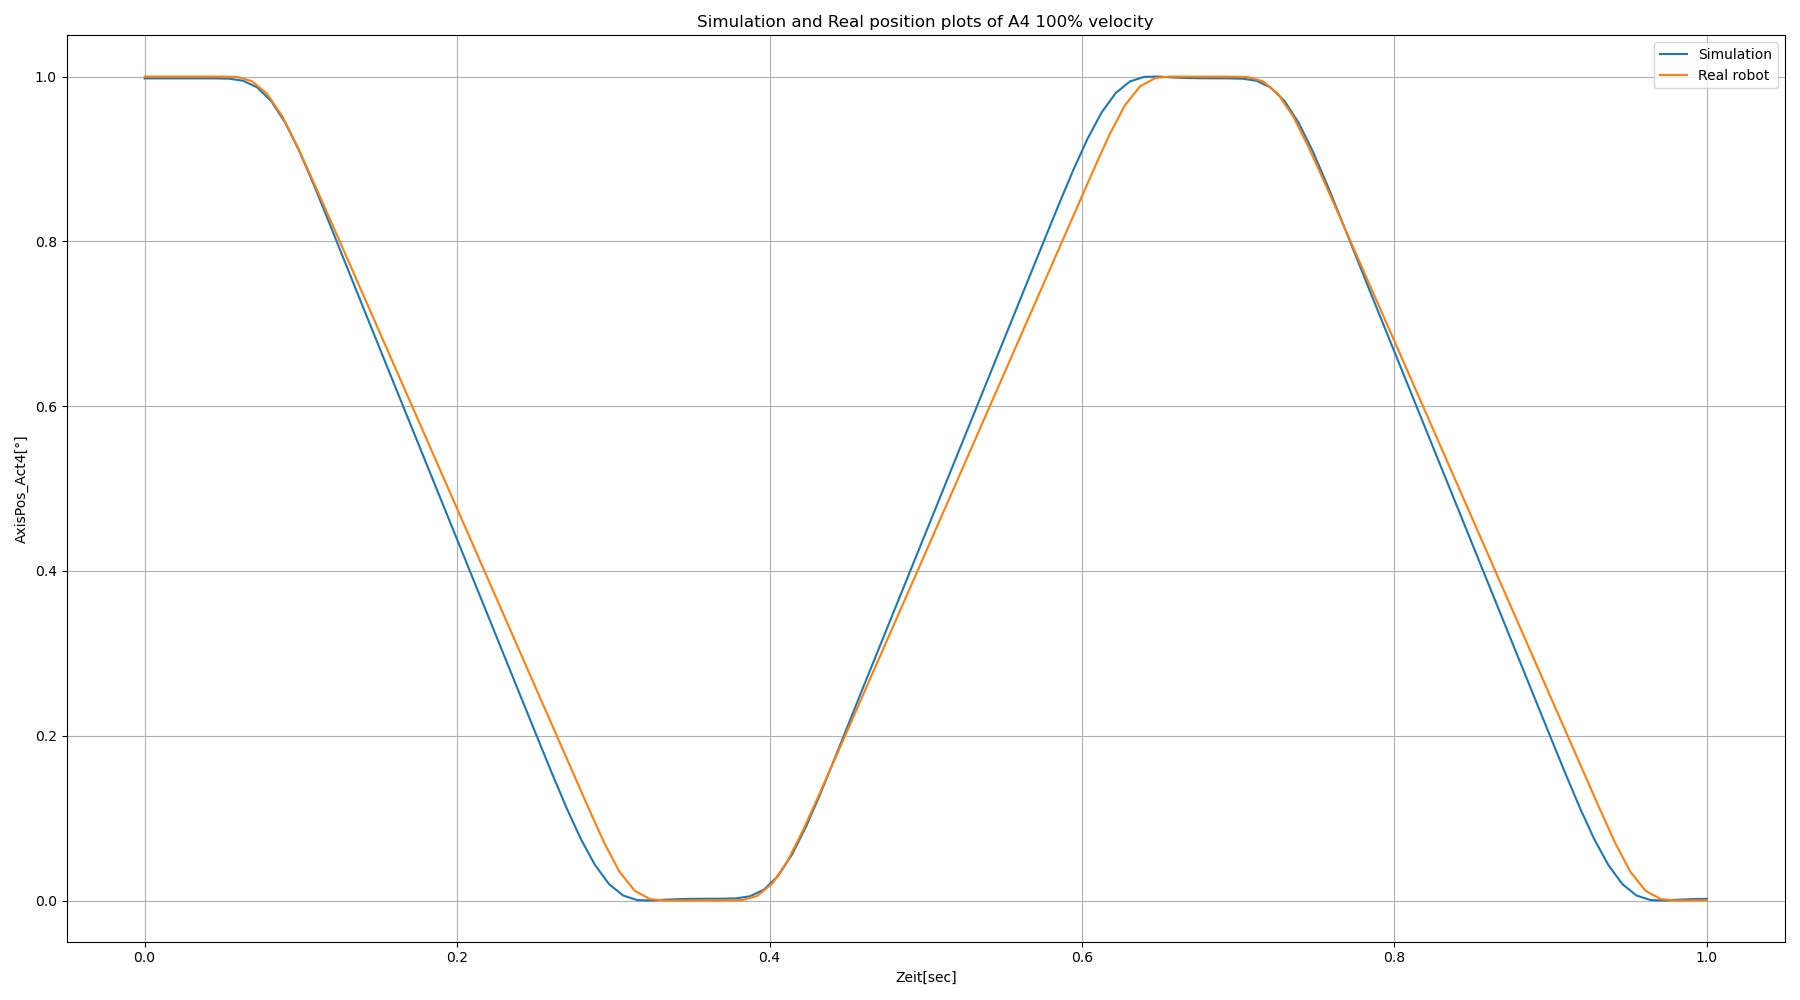 Simulation and Real position plots of A4 100% velocity
Simulation
Real robot
1.0
0.8
0.6
0.4
0.2
0.0
AxisPos_Act4[°]
0.0 0.2 0.4 0.6 0.8 1.0
Zeit[sec]